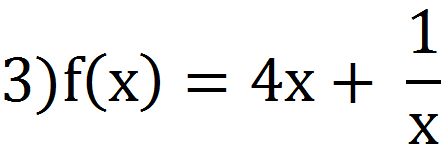 3)f(x) = 4x + 1/x